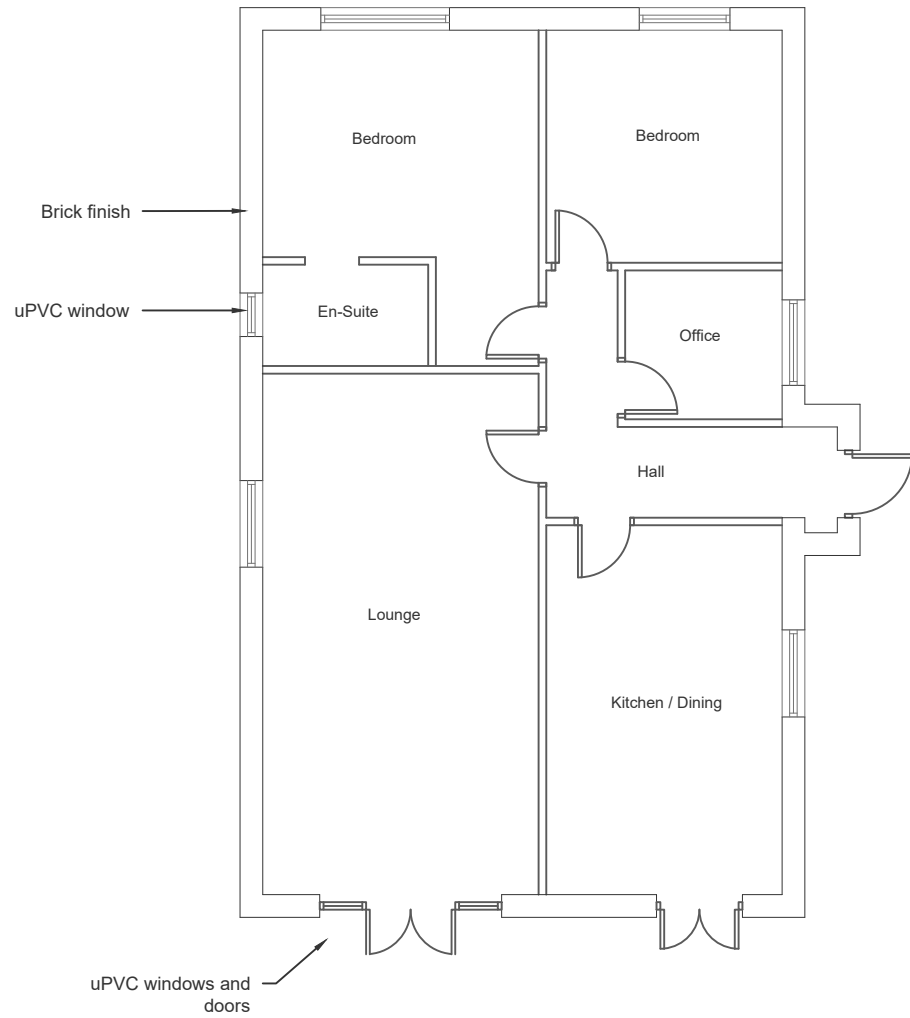 Bedroom
Bedroom
Brick finish
uPVC window
En-Suite
Office
Hall
Lounge
Kitchen / Dining
uPVC windows and
doors